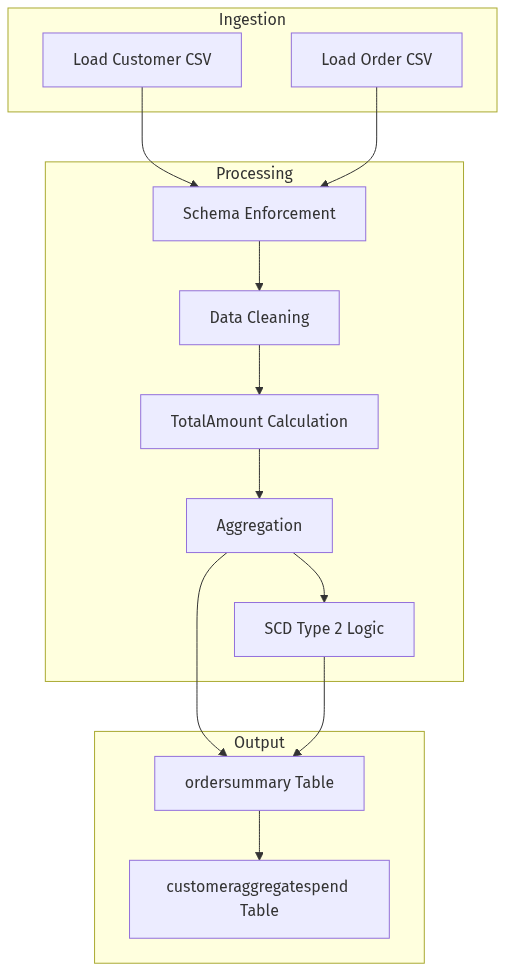 Ingestion
Load Customer CSV
Load Order CSV
Processing
Schema Enforcement
Data Cleaning
TotalAmount Calculation
Aggregation
SCD Type 2 Logic
Output
ordersummary Table
customeraggregatespend
Table